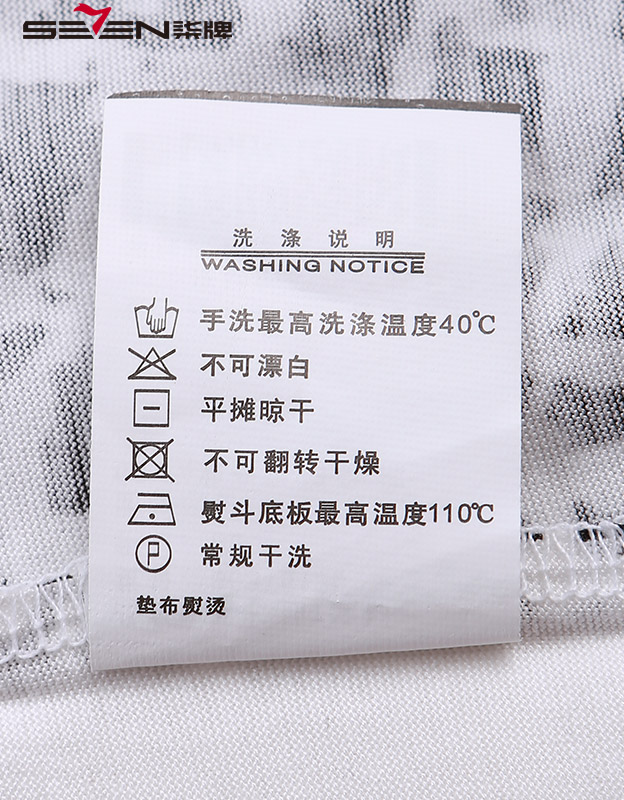 SEVEN柒牌
洗涤说明
WASHING NOTICE
手洗最高洗涤温度40℃
不可漂白
平摊晾干
不可翻转干燥
熨斗底板最高温度110℃
P 常规干洗
垫布熨烫